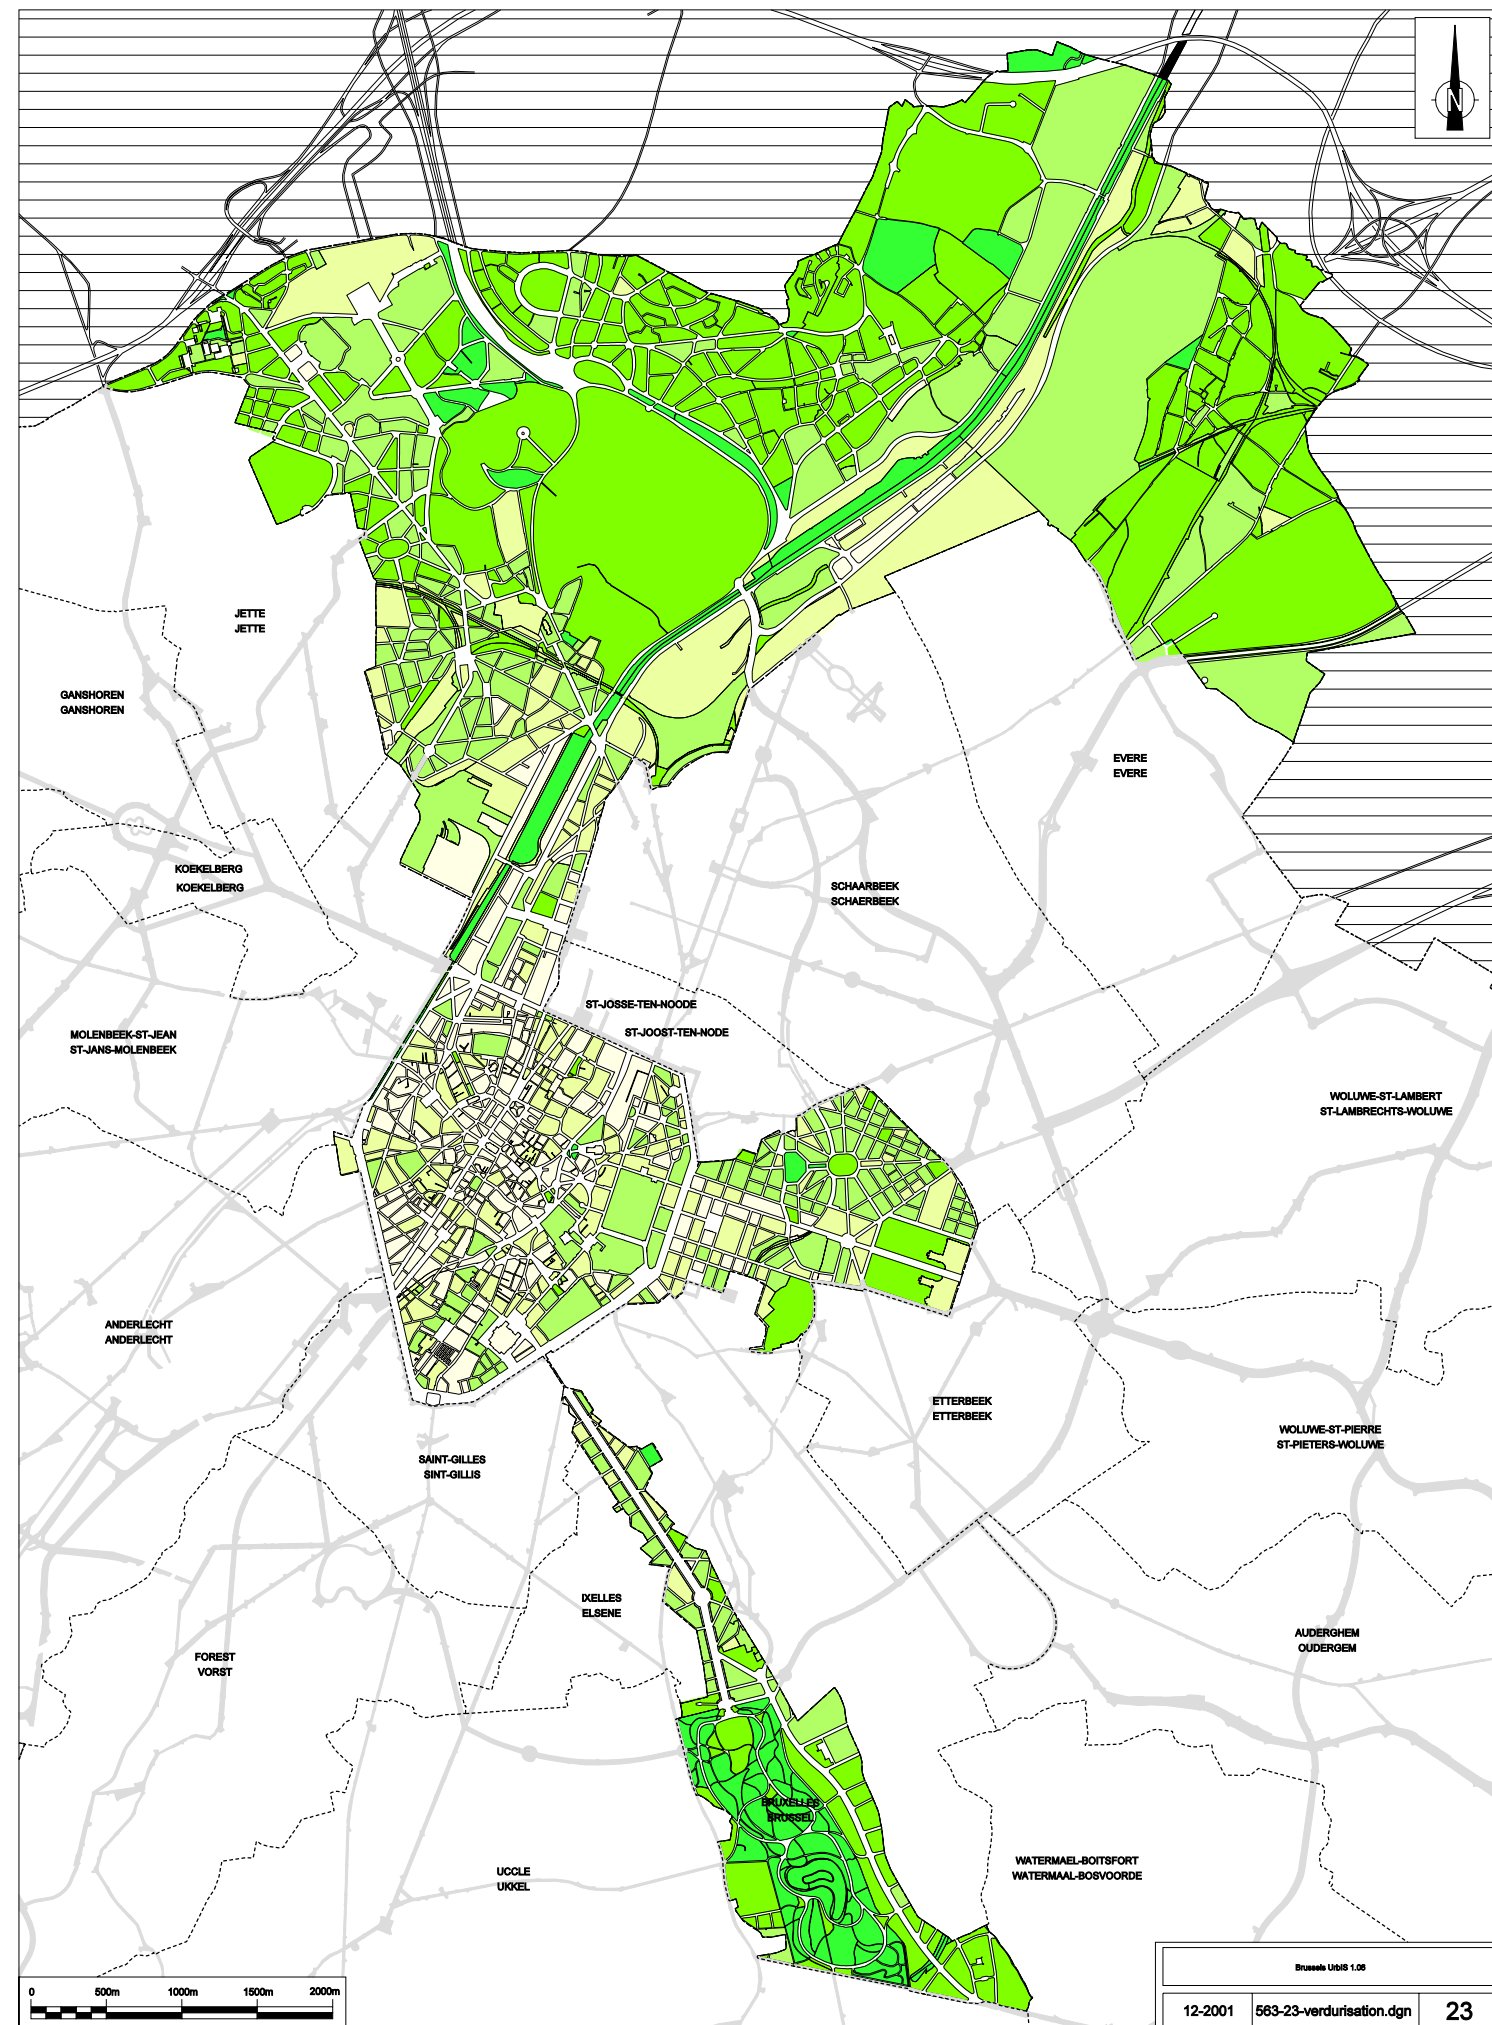 N
JETTE
JETTE
GANSHOREN
GANSHOREN
EVERE
EVERE
KOEKELBERG
KOEKELBERG
SCHAARBEEK
SCHAERBEEK
ST-JOSSE-TEN-NOODE
ST-JOOST-TEN-NODE
MOLENBEEK-ST-JEAN
ST-JANS-MOLENBEEK
WOLUWE-ST-LAMBERT
ST-LAMBRECHTS-WOLUWE
ANDERLECHT
ANDERLECHT
ETTERBEEK
ETTERBEEK
WOLUWE-ST-PIERRE
ST-PIETERS-WOLUWE
SAINT-GILLES
SINT-GILLIS
IXELLES
ELSENE
AUDERGHEM
OUDERGEM
FOREST
VORST
BRUXELLES
BRUSSEL
WATERMAEL-BOITSFORT
WATERMAAL-BOSVOORDE
UCCLE
UKKEL
Brussels UrbIS 1.08
0 500m 1000m 1500m 2000m
12-2001 563-23-verdurisation.dgn 23